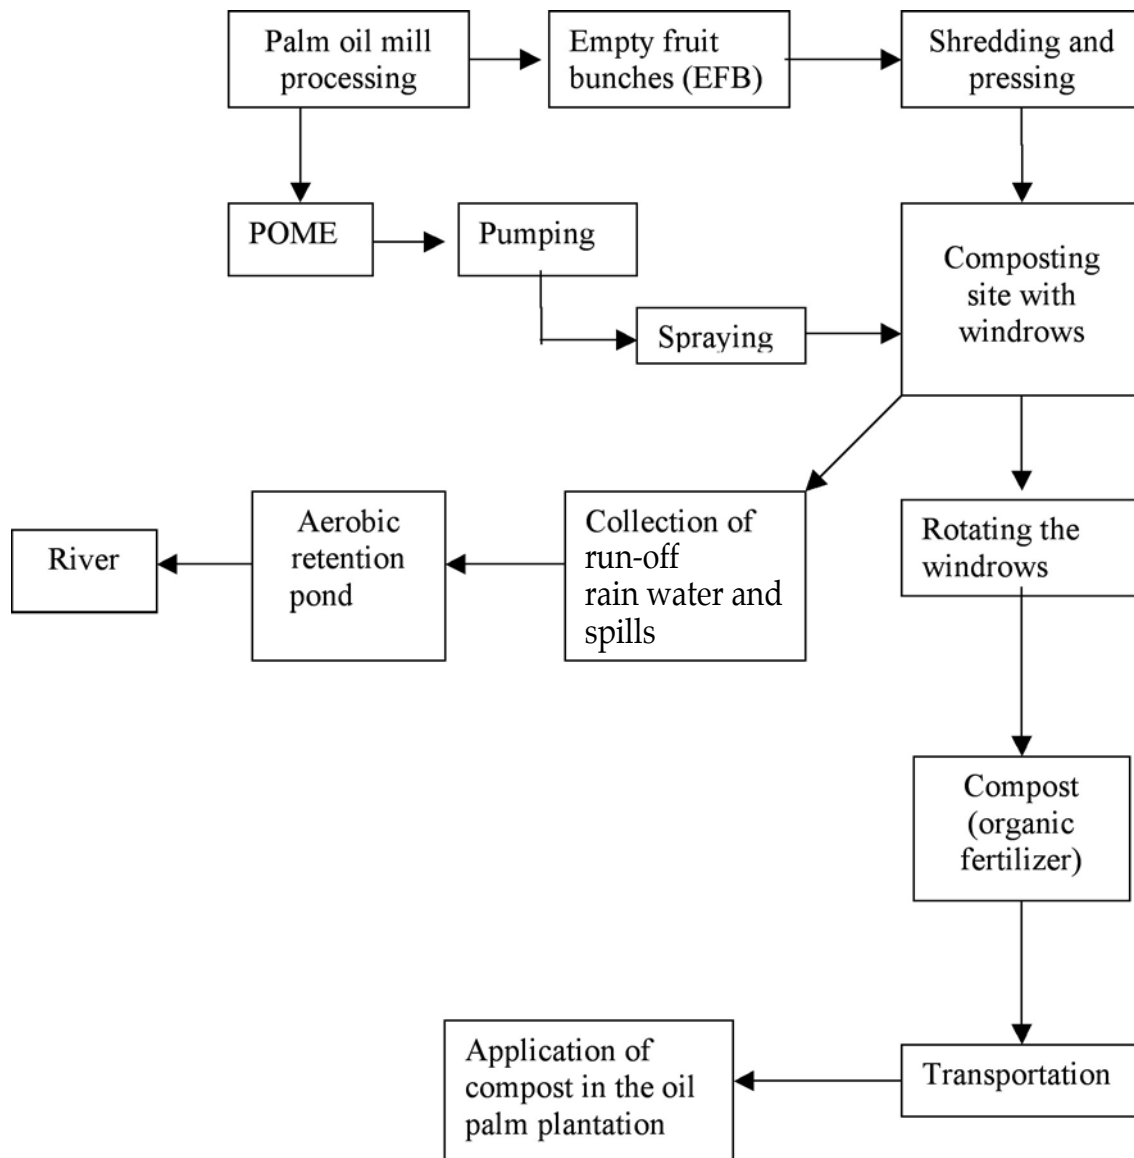 Palm oil mill
processing
Empty fruit
bunches (EFB)
Shredding and
pressing
POME
Pumping
Spraying
Composting
site with
windrows
River
Aerobic
retention
pond
Collection of
run-off
rain water and
spills
Rotating the
windrows
Compost
(organic
fertilizer)
Application of
compost in the oil
palm plantation
Transportation